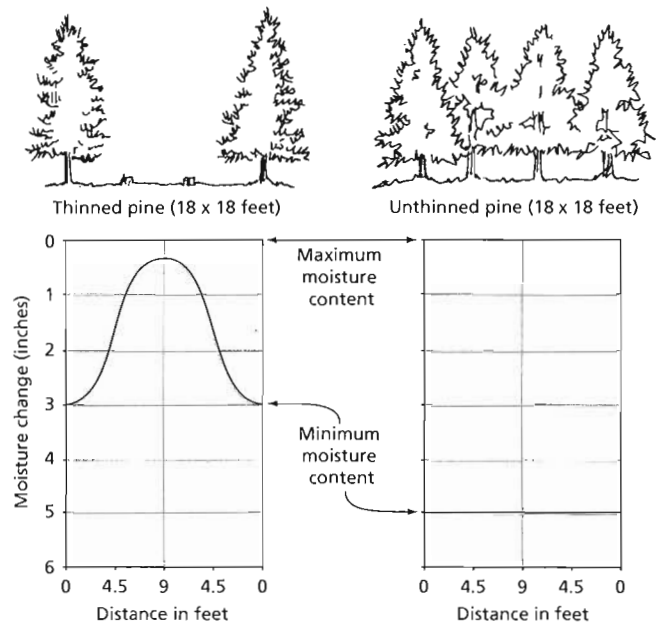 Thinned pine (18 x 18 feet)
Unthinned pine (18 x 18 feet)
Maximum
moisture
content
Minimum
moisture
content
Moisture change (inches)
0
1
2
3
4
5
6
0 4.5 9 4.5 0
Distance in feet
0 4.5 9 4.5 0
Distance in feet